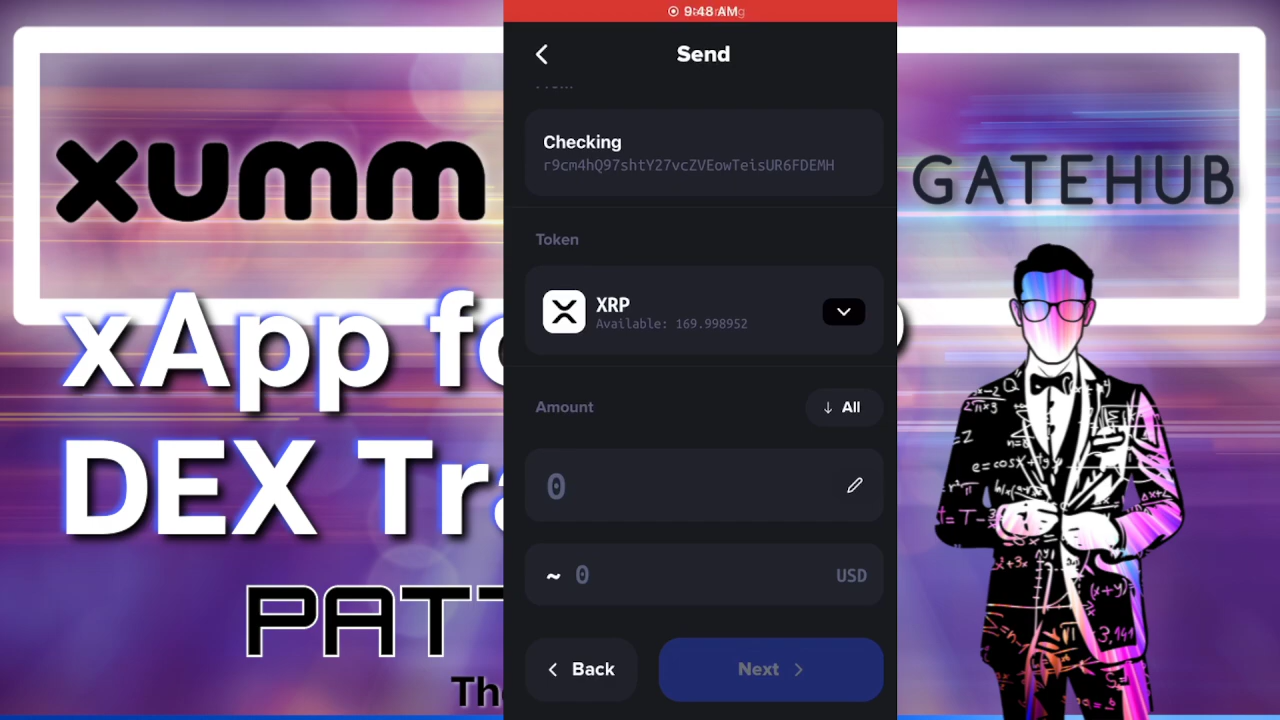 9:48 AM
Send
Checking
r9cm4hQ97shtY27vcZVEowTeisUR6FDEMH
Token
XRP
Available: 169.998952
Amount
↓ All
0
~ 0 USD
Back
Next
xumm
GATEHUB
xApp fo
DEX Tra
PATT
Th